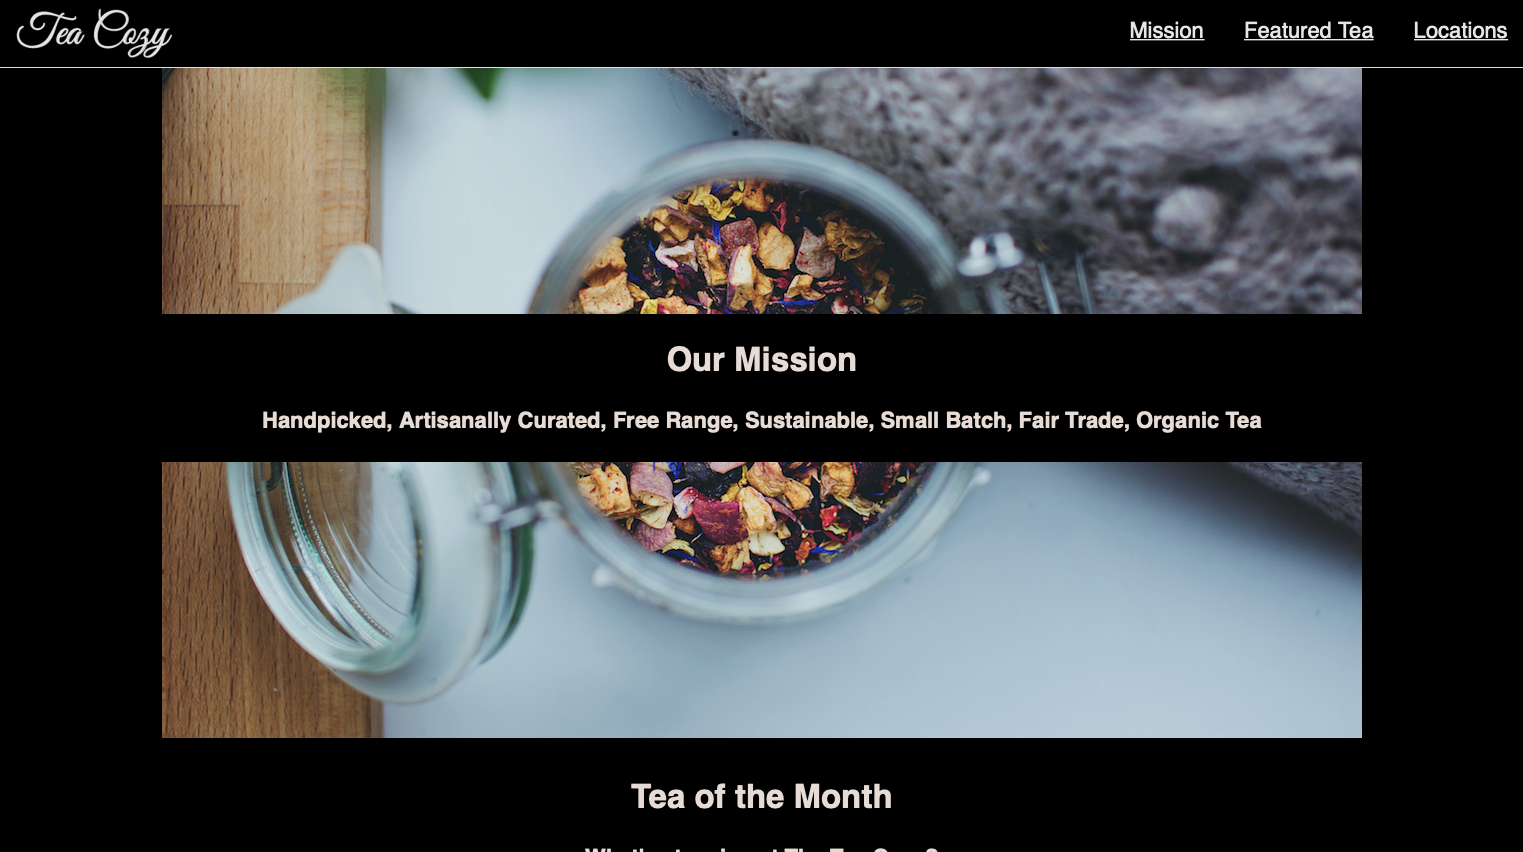 Tea Cozy
Mission Featured Tea Locations
Our Mission
Handpicked, Artisanally Curated, Free Range, Sustainable, Small Batch, Fair Trade, Organic Tea
Tea of the Month